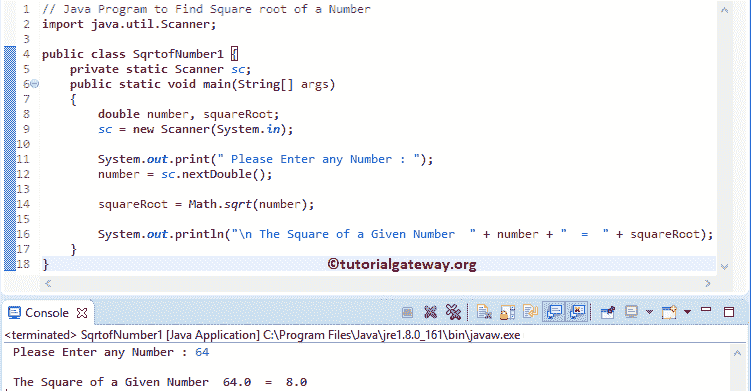 1 // Java Program to Find Square root of a Number
2 import java.util.Scanner;
3
4 public class SqrtofNumber1 {
5     private static Scanner sc;
6     public static void main(String[] args)
7     {
8         double number, squareRoot;
9         sc = new Scanner(System.in);
10
11         System.out.print(" Please Enter any Number : ");
12         number = sc.nextDouble();
13
14         squareRoot = Math.sqrt(number);
15
16         System.out.println("\n The Square of a Given Number  " + number + "  =  " + squareRoot);
17     }
18 }
©tutorialgateway.org
Console
<terminated> SqrtofNumber1 [Java Application] C:\Program Files\Java\jre1.8.0_161\bin\javaw.exe
Please Enter any Number : 64
The Square of a Given Number  64.0  =  8.0